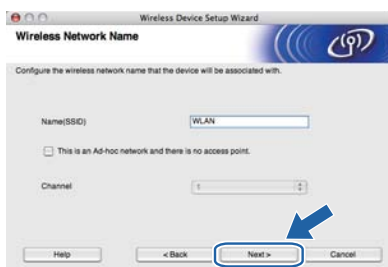 Wireless Device Setup Wizard
Wireless Network Name
Configure the wireless network name that the device will be associated with.
Name(SSID) WLAN
This is an Ad-hoc network and there is no access point.
Channel 1
Help < Back Next > Cancel